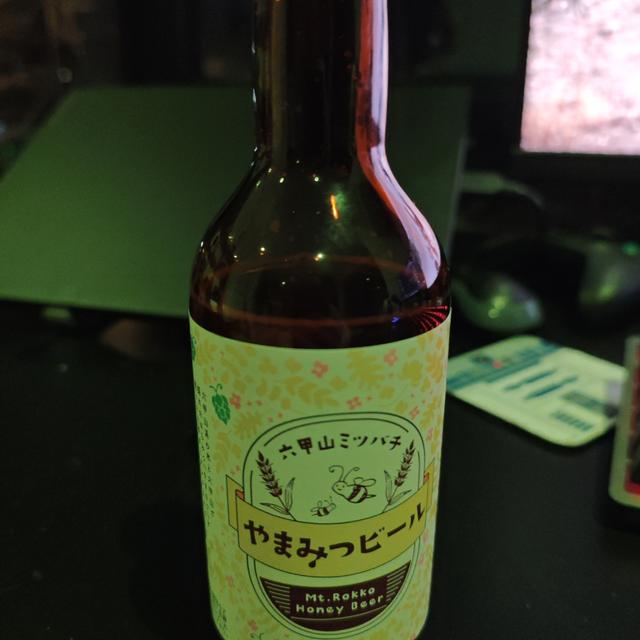 六甲山ミツバチ
やまみつビール
Mt.Rokko
Honey Beer